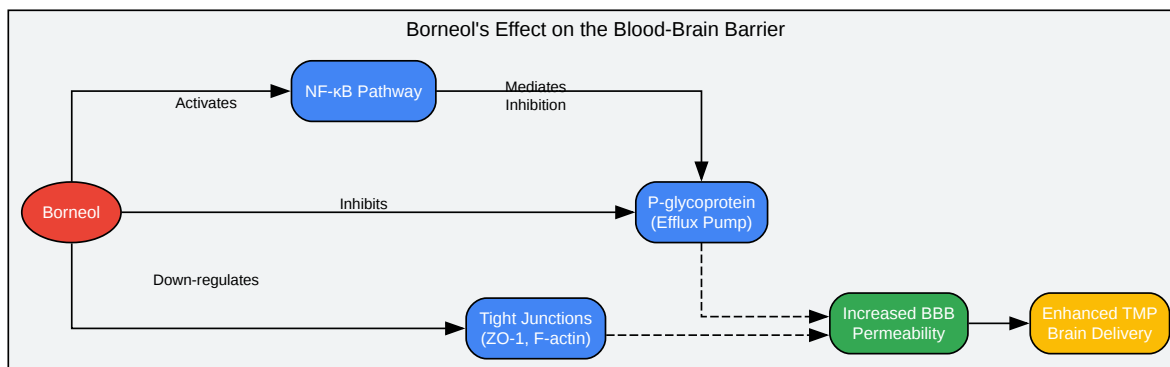 Borneol's Effect on the Blood-Brain Barrier
NF-κB Pathway
Mediates
Inhibition
Activates
Borneol
Inhibits
P-glycoprotein
(Efflux Pump)
Down-regulates
Tight Junctions
(ZO-1, F-actin)
Increased BBB
Permeability
Enhanced TMP
Brain Delivery